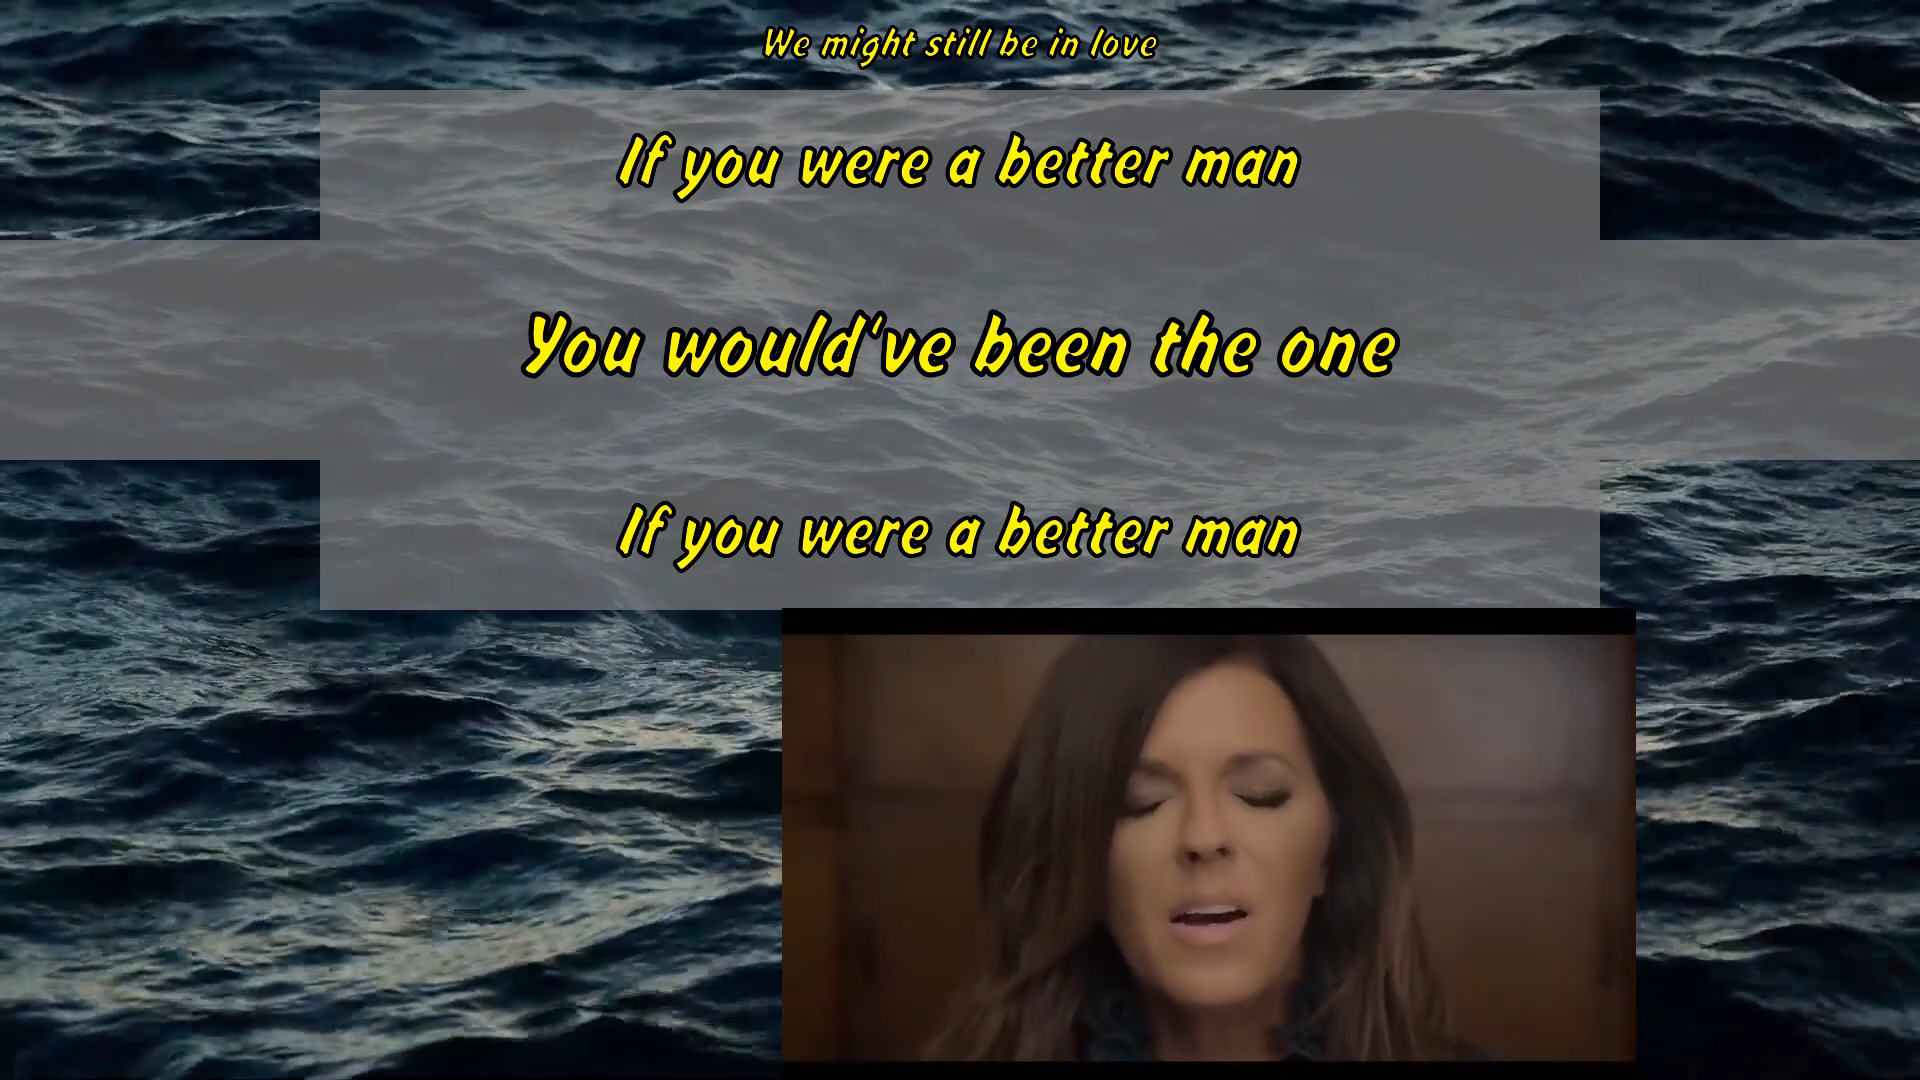 We might still be in love
If you were a better man
You would've been the one
If you were a better man